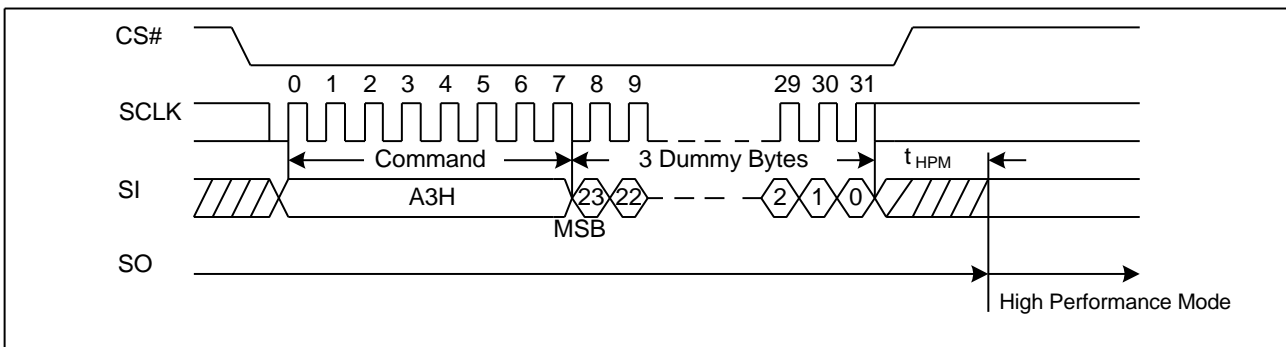 CS#
0 1 2 3 4 5 6 7 8 9 29 30 31
SCLK
Command 3 Dummy Bytes tHPM
SI A3H 23 22 2 1 0
MSB
SO
High Performance Mode